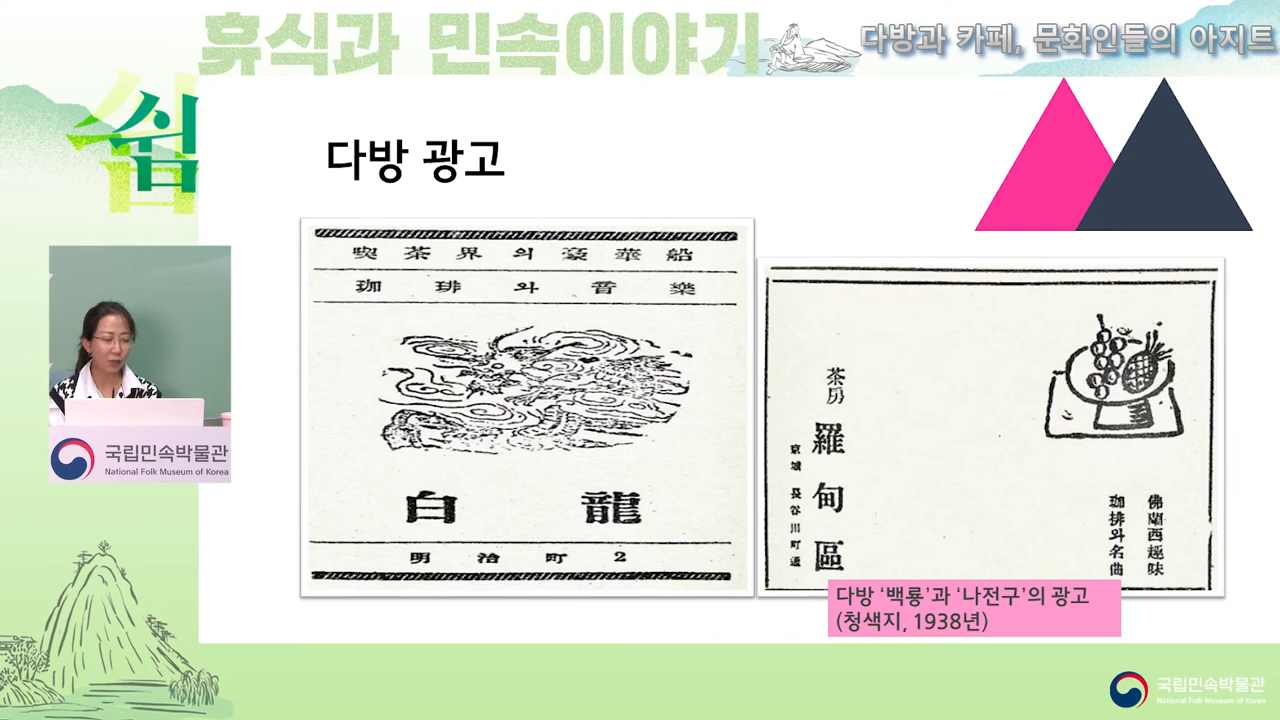 휴식과 민속이야기
다방과 카페, 문화인들의 아지트
쉼
다방 광고
喫茶界의豪華船
珈琲와音樂
白龍
明治町 2
佛蘭西趣味
珈排와名曲
茶房 羅甸區
京城 長谷川町通
다방 ‘백룡’과 ‘나전구’의 광고
(청색지, 1938년)
국립민속박물관
National Folk Museum of Korea
국립민속박물관
National Folk Museum of Korea